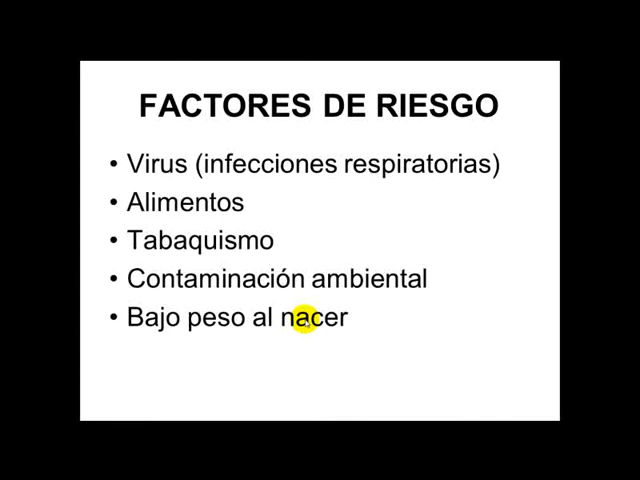 FACTORES DE RIESGO
• Virus (infecciones respiratorias)
• Alimentos
• Tabaquismo
• Contaminación ambiental
• Bajo peso al nacer